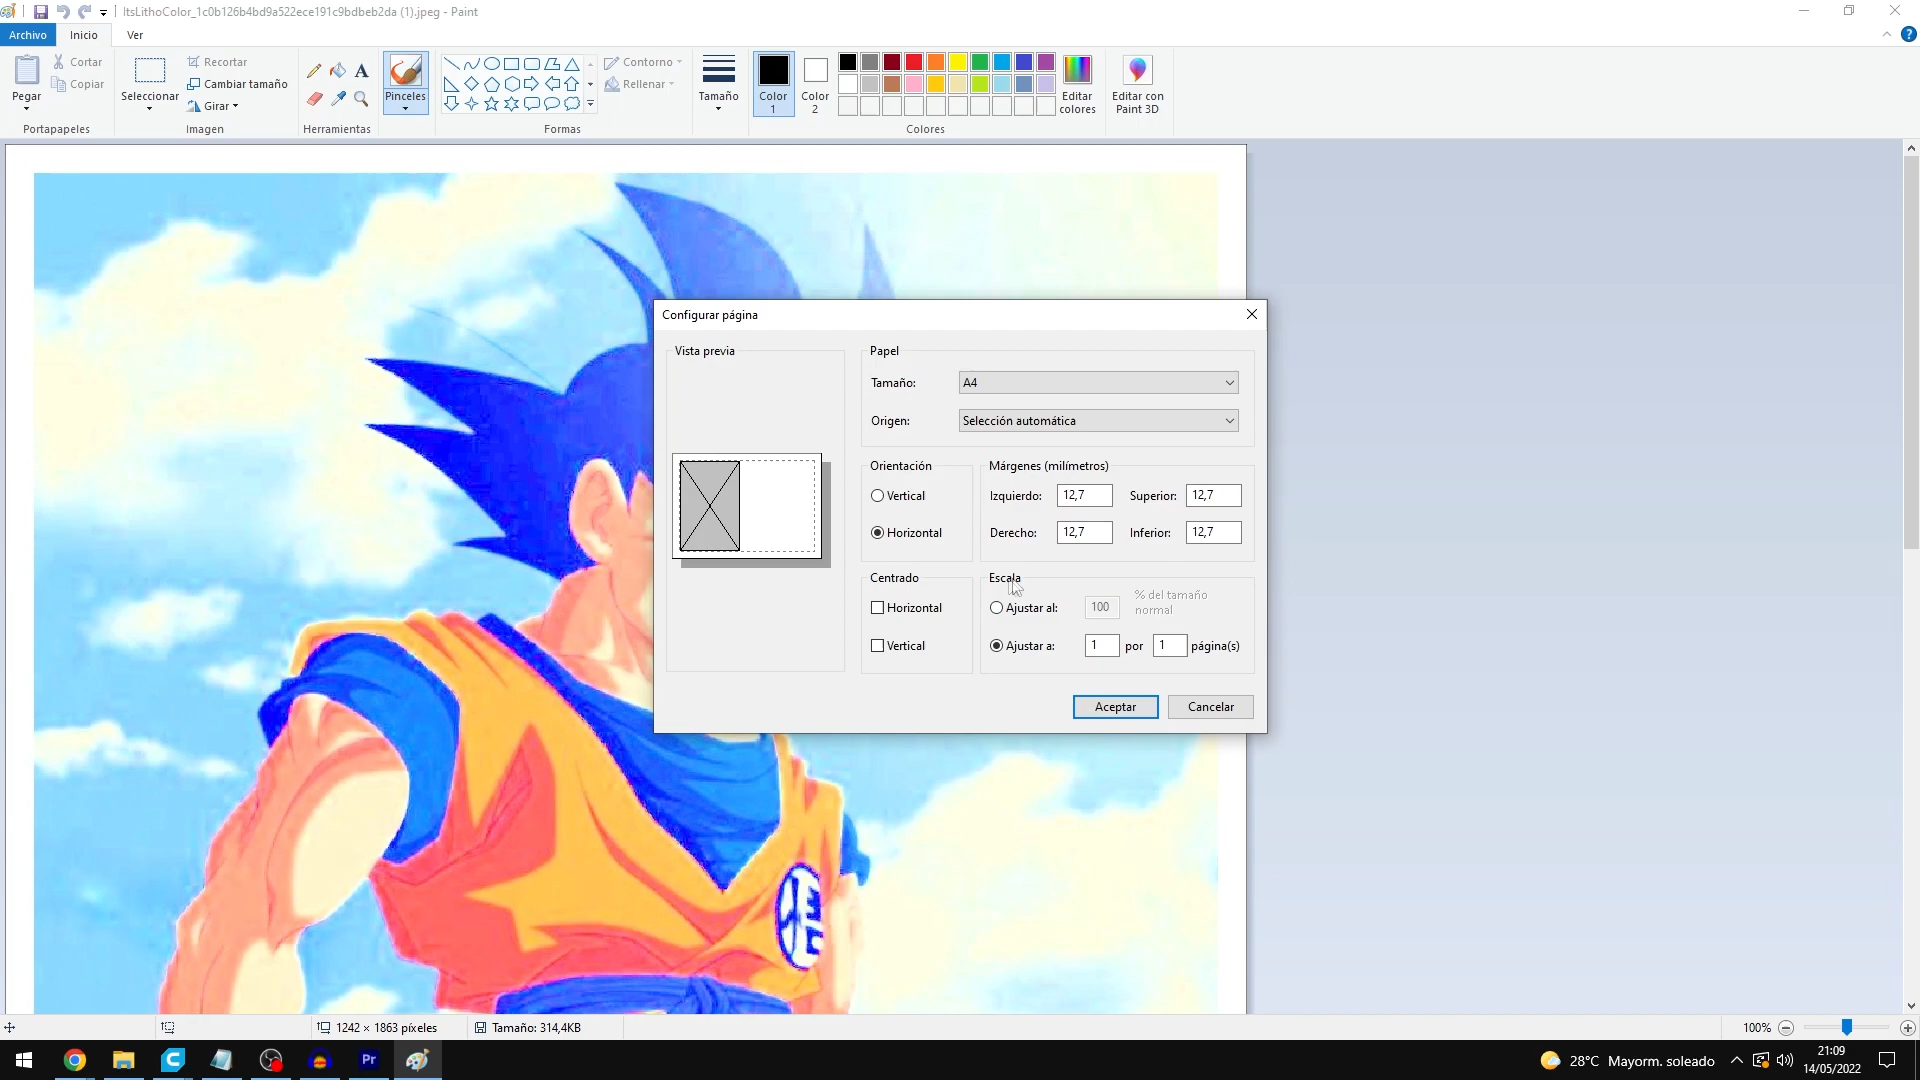 ItsLithoColor_1c0b126b4bd9a522ece191c9bdbeb2da (1).jpeg - Paint
Archivo
Inicio
Ver
Pegar
Cortar
Copiar
Portapapeles
Seleccionar
Recortar
Cambiar tamaño
Girar
Imagen
A
Herramientas
Pinceles
Contorno
Rellenar
Formas
Tamaño
Color
1
Color
2
Colores
Editar
colores
Editar con
Paint 3D
?
Configurar página
Vista previa
Papel
Tamaño:
A4
Origen:
Selección automática
Orientación
Vertical
Horizontal
Márgenes (milímetros)
Izquierdo:
12,7
Superior:
12,7
Derecho:
12,7
Inferior:
12,7
Centrado
Horizontal
Vertical
Escala
Ajustar al:
100
% del tamaño
normal
Ajustar a:
1
por
1
página(s)
Aceptar
Cancelar
1242 × 1863 píxeles
Tamaño: 314,4KB
100%
Pr
28°C Mayorm. soleado
21:09
14/05/2022